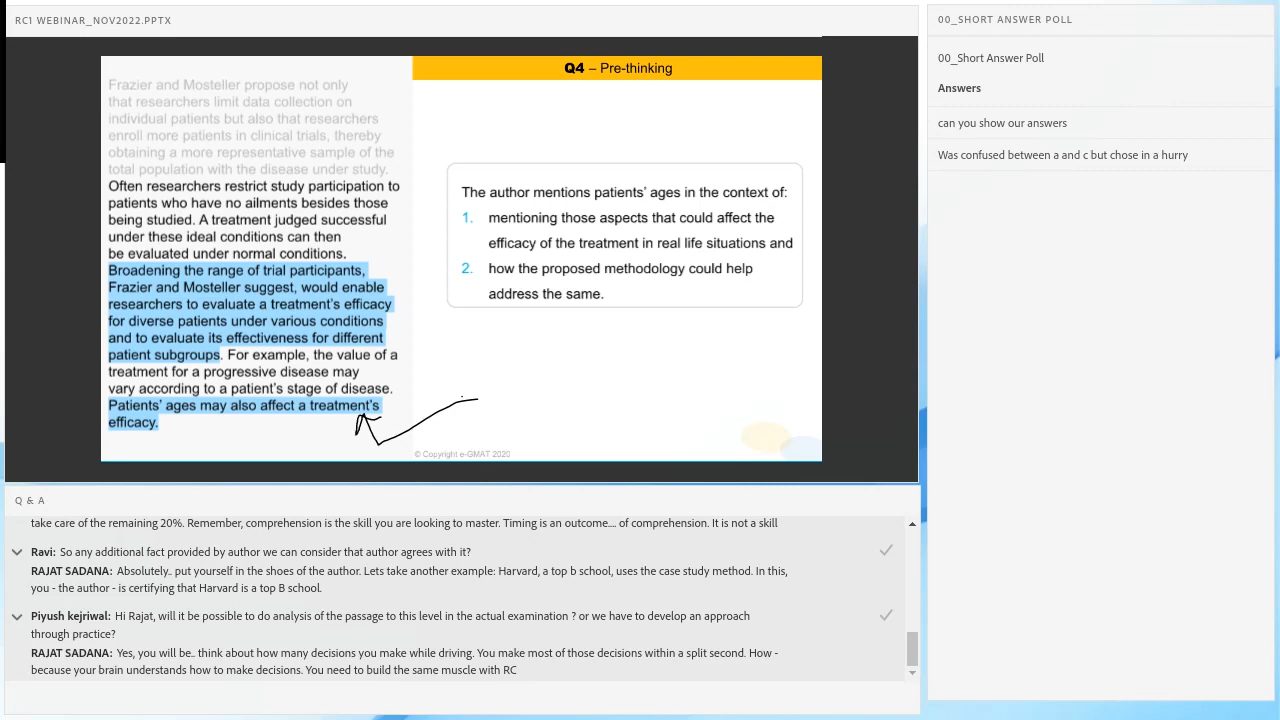 RC1 WEBINAR_NOV2022.PPTX
Frazier and Mosteller propose not only
that researchers limit data collection on
individual patients but also that researchers
enroll more patients in clinical trials, thereby
obtaining a more representative sample of the
total population with the disease under study.
Often researchers restrict study participation to
patients who have no ailments besides those
being studied. A treatment judged successful
under these ideal conditions can then
be evaluated under normal conditions.
Broadening the range of trial participants,
Frazier and Mosteller suggest, would enable
researchers to evaluate a treatment's efficacy
for diverse patients under various conditions
and to evaluate its effectiveness for different
patient subgroups. For example, the value of a
treatment for a progressive disease may
vary according to a patient's stage of disease.
Patients' ages may also affect a treatment's
efficacy.
Q4 – Pre-thinking
The author mentions patients' ages in the context of:
1. mentioning those aspects that could affect the
efficacy of the treatment in real life situations and
2. how the proposed methodology could help
address the same.
© Copyright e-GMAT 2020
Q & A
take care of the remaining 20%. Remember, comprehension is the skill you are looking to master. Timing is an outcome.... of comprehension. It is not a skill
Ravi: So any additional fact provided by author we can consider that author agrees with it?
RAJAT SADANA: Absolutely.. put yourself in the shoes of the author. Lets take another example: Harvard, a top b school, uses the case study method. In this,
you - the author - is certifying that Harvard is a top B school.
Piyush kejriwal: Hi Rajat, will it be possible to do analysis of the passage to this level in the actual examination ? or we have to develop an approach
through practice?
RAJAT SADANA: Yes, you will be.. think about how many decisions you make while driving. You make most of those decisions within a split second. How -
because your brain understands how to make decisions. You need to build the same muscle with RC
00_SHORT ANSWER POLL
00_Short Answer Poll
Answers
can you show our answers
Was confused between a and c but chose in a hurry